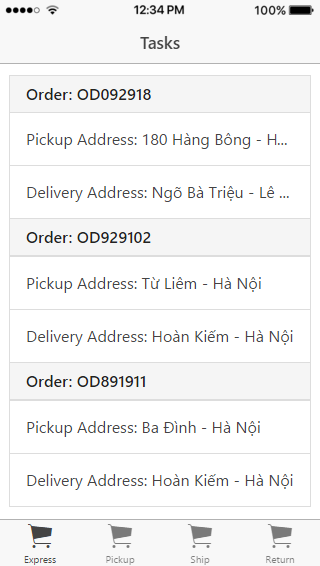 12:34 PM
100%
Tasks
Order: OD092918
Pickup Address: 180 Hàng Bông - H...
Delivery Address: Ngõ Bà Triệu - Lê ...
Order: OD929102
Pickup Address: Từ Liêm - Hà Nội
Delivery Address: Hoàn Kiếm - Hà Nội
Order: OD891911
Pickup Address: Ba Đình - Hà Nội
Delivery Address: Hoàn Kiếm - Hà Nội
Express
Pickup
Ship
Return